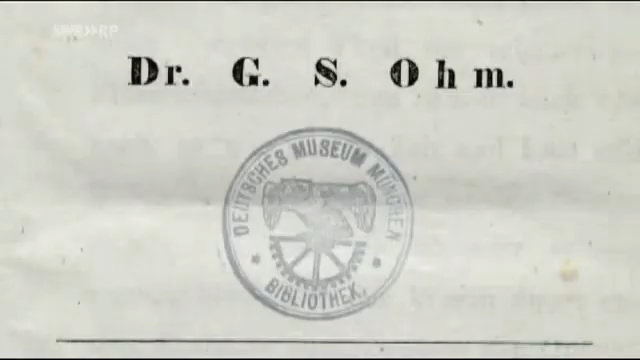 Dr. G. S. Ohm.
DEUTSCHES MUSEUM MÜNCHEN
* BIBLIOTHEK. *